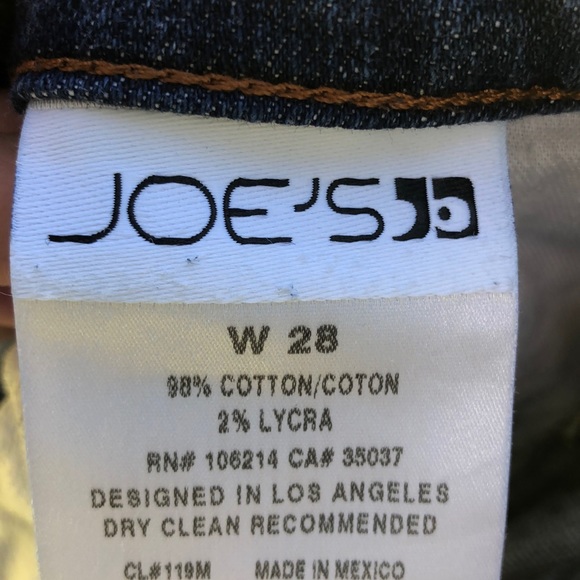 JOE'S
W 28
98% COTTON/COTON
2% LYCRA
RN# 106214 CA# 35037
DESIGNED IN LOS ANGELES
DRY CLEAN RECOMMENDED
CL#119M MADE IN MEXICO